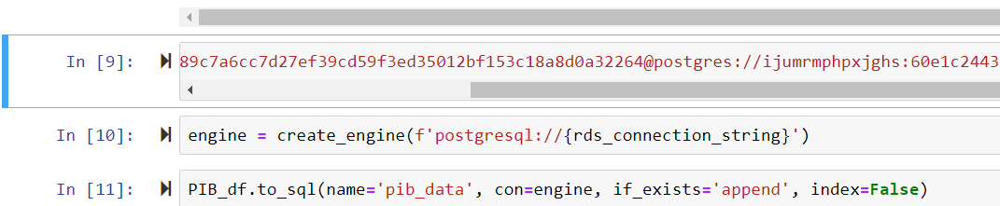 In [9]: 89c7a6cc7d27ef39cd59f3ed35012bf153c18a8d0a32264@postgres://ijumrmphpxjghs:60e1c2443
In [10]: engine = create_engine(f'postgresql://{rds_connection_string}')
In [11]: PIB_df.to_sql(name='pib_data', con=engine, if_exists='append', index=False)